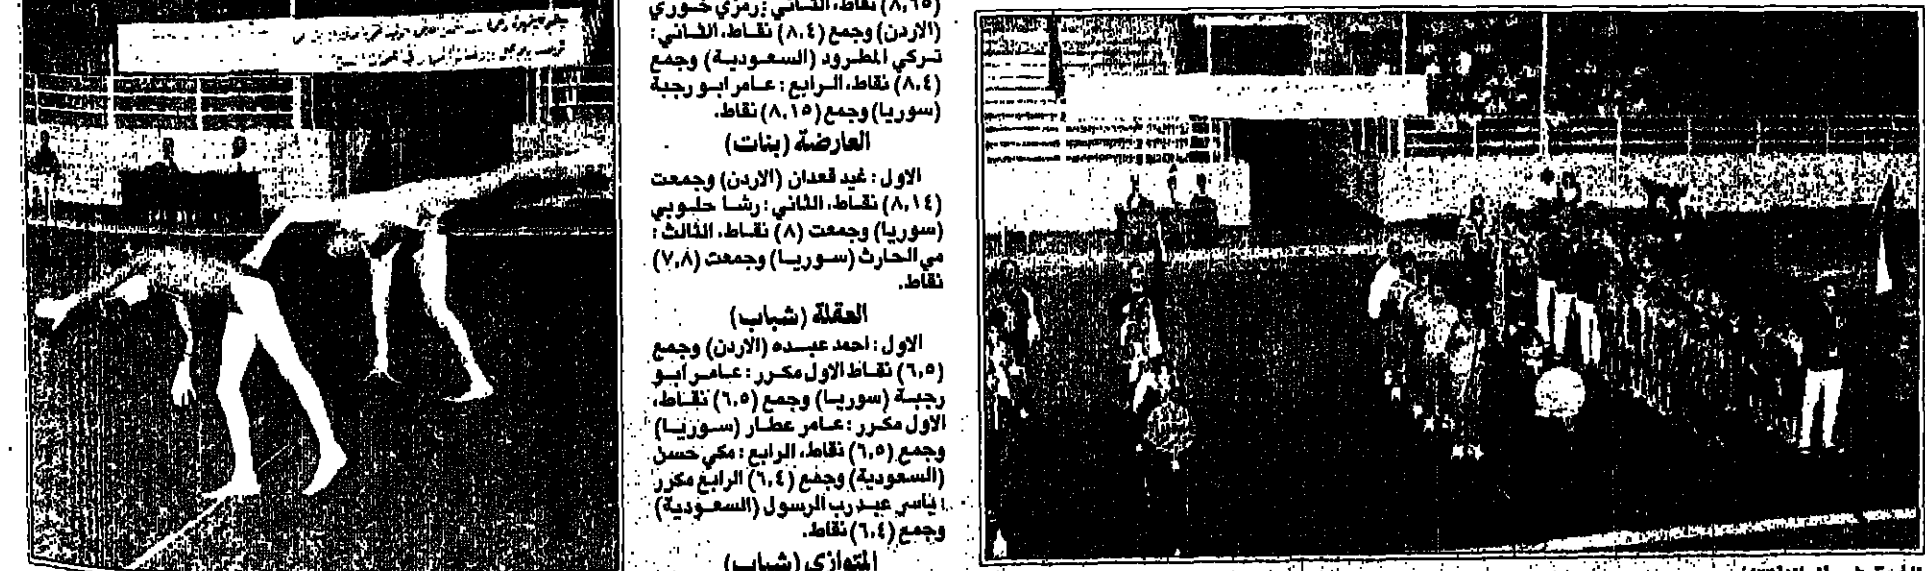 (٨,٦٥) نقاط، الثاني: رمزي خوري
(الاردن) وجمع (٨,٤) نقاط، الثاني:
تركي المطرود (السعودية) وجمع
(٨,٤) نقاط، الرابع: عامر ابو رجبة
(سوريا) وجمع (٨,١٥) نقاط.
العارضة (بنات)
الاول: غيد قعدان (الاردن) وجمعت
(٨,١٤) نقاط، الثاني: رشا حلوبي
(سوريا) وجمعت (٨) نقاط، الثالث:
مي الحارث (سوريا) وجمعت (٧,٨)
نقاط.
العقلة (شباب)
الاول: احمد عبده (الاردن) وجمع
(٦,٥) نقاط الاول مكرر: عامر ابو
رجبة (سوريا) وجمع (٦,٥) نقاط،
الاول مكرر: عامر عطار (سوريا)
وجمع (٦,٥) نقاط، الرابع: مكي حسن
(السعودية) وجمع (٦,٤) الرابع مكرر
: ياسر عبدرب الرسول (السعودية)
وجمع (٦,٤) نقاط.
المتوازي (شباب)